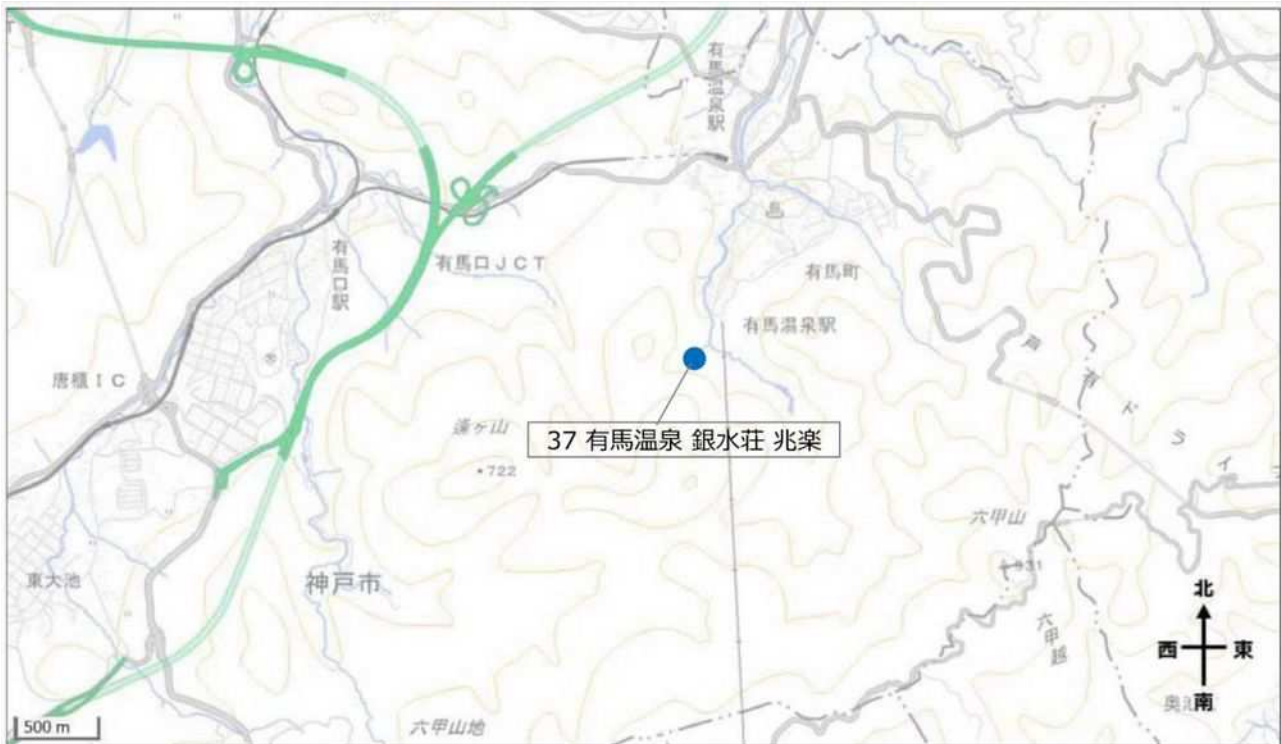 有馬温泉駅
有馬口駅
有馬口JCT
有馬町
有馬温泉駅
唐櫃IC
蓬ヶ山
・722
37 有馬温泉 銀水荘 兆楽
六甲山
・931
東大池
神戸市
六甲越
六甲山地
北
西 東
南
500 m